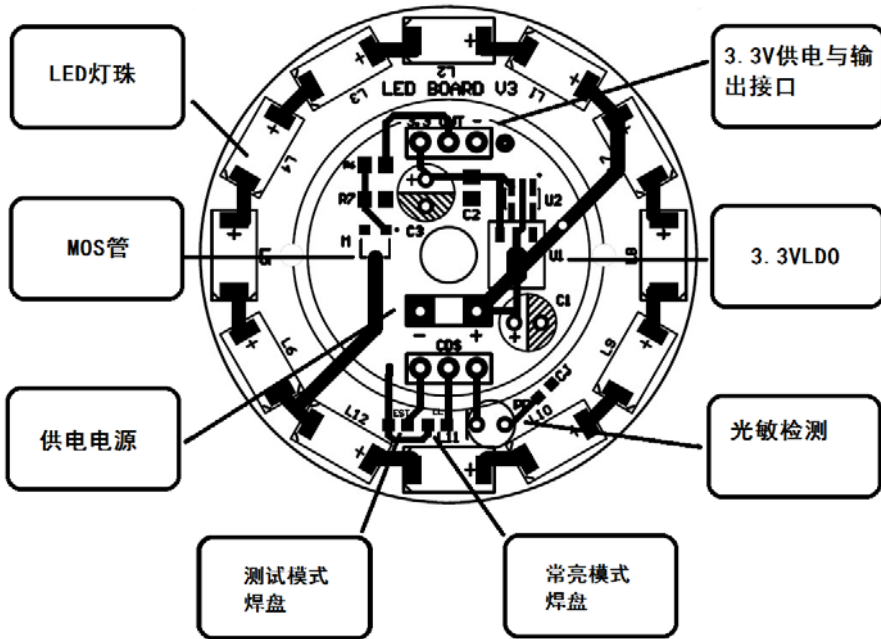 LED灯珠
3.3V供电与输
出接口
MOS管
3.3VLDO
供电电源
光敏检测
测试模式
焊盘
常亮模式
焊盘
LED BOARD V3
3.3 OUT -
L2
L3
L1
L4
L5
L6
L12
L11
L10
L9
L8
R7
C3
C2
U2
M
U1
C1
- +
CDS
CJ